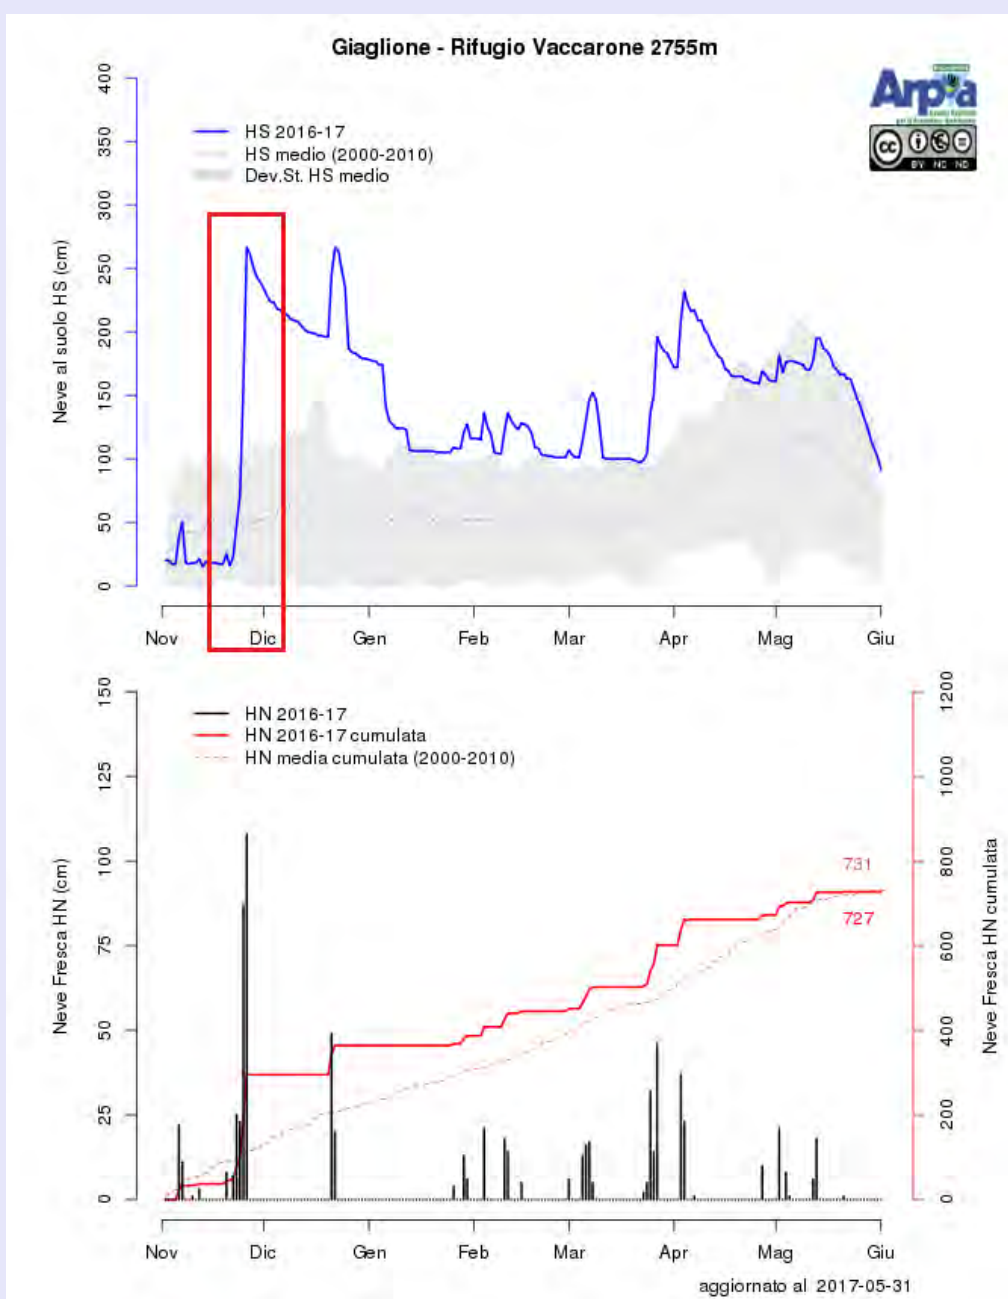 Giaglione - Rifugio Vaccarone 2755m
Arpa
cc
BY NC ND
HS 2016-17
HS medio (2000-2010)
Dev.St. HS medio
Neve al suolo HS (cm)
400
350
300
250
200
150
100
50
0
Nov Dic Gen Feb Mar Apr Mag Giu
HN 2016-17
HN 2016-17 cumulata
HN media cumulata (2000-2010)
Neve Fresca HN (cm)
150
125
100
75
50
25
0
1200
1000
800
600
400
200
0
Neve Fresca HN cumulata
731
727
Nov Dic Gen Feb Mar Apr Mag Giu
aggiornato al 2017-05-31